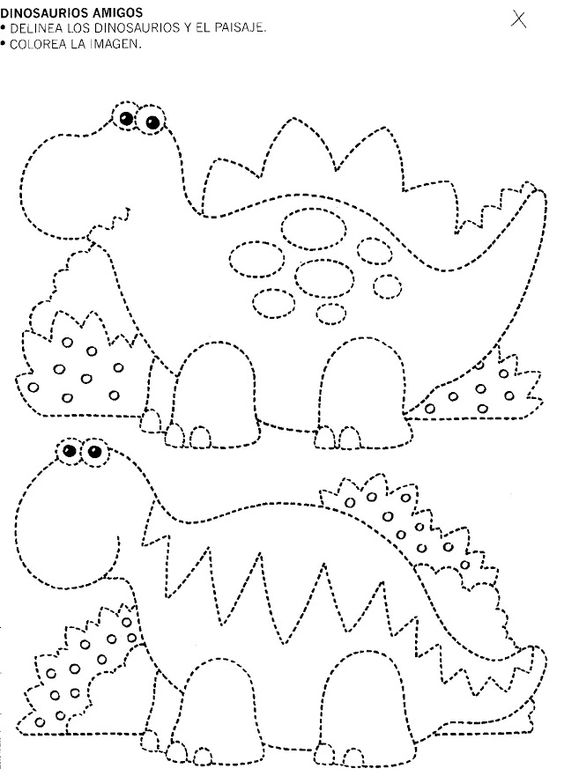 DINOSAURIOS AMIGOS
• DELINEA LOS DINOSAURIOS Y EL PAISAJE.
• COLOREA LA IMAGEN.